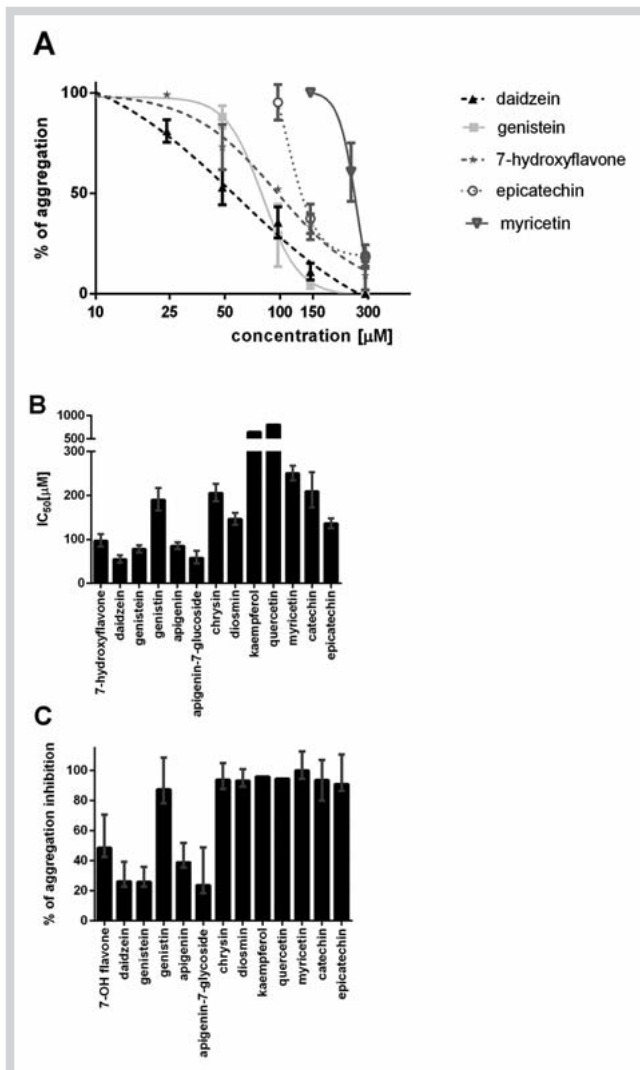 A
100
50
0
% of aggregation
10 25 50 100 150 300
concentration [µM]
daidzein
genistein
7-hydroxyflavone
epicatechin
myricetin
B
1000
500
300
200
100
0
IC50[µM]
7-hydroxyflavone
daidzein
genistein
genistin
apigenin
apigenin-7-glucoside
chrysin
diosmin
kaempferol
quercetin
myricetin
catechin
epicatechin
C
100
80
60
40
20
0
% of aggregation inhibition
7-OH flavone
daidzein
genistein
genistin
apigenin
apigenin-7-glycoside
chrysin
diosmin
kaempferol
quercetin
myricetin
catechin
epicatechin